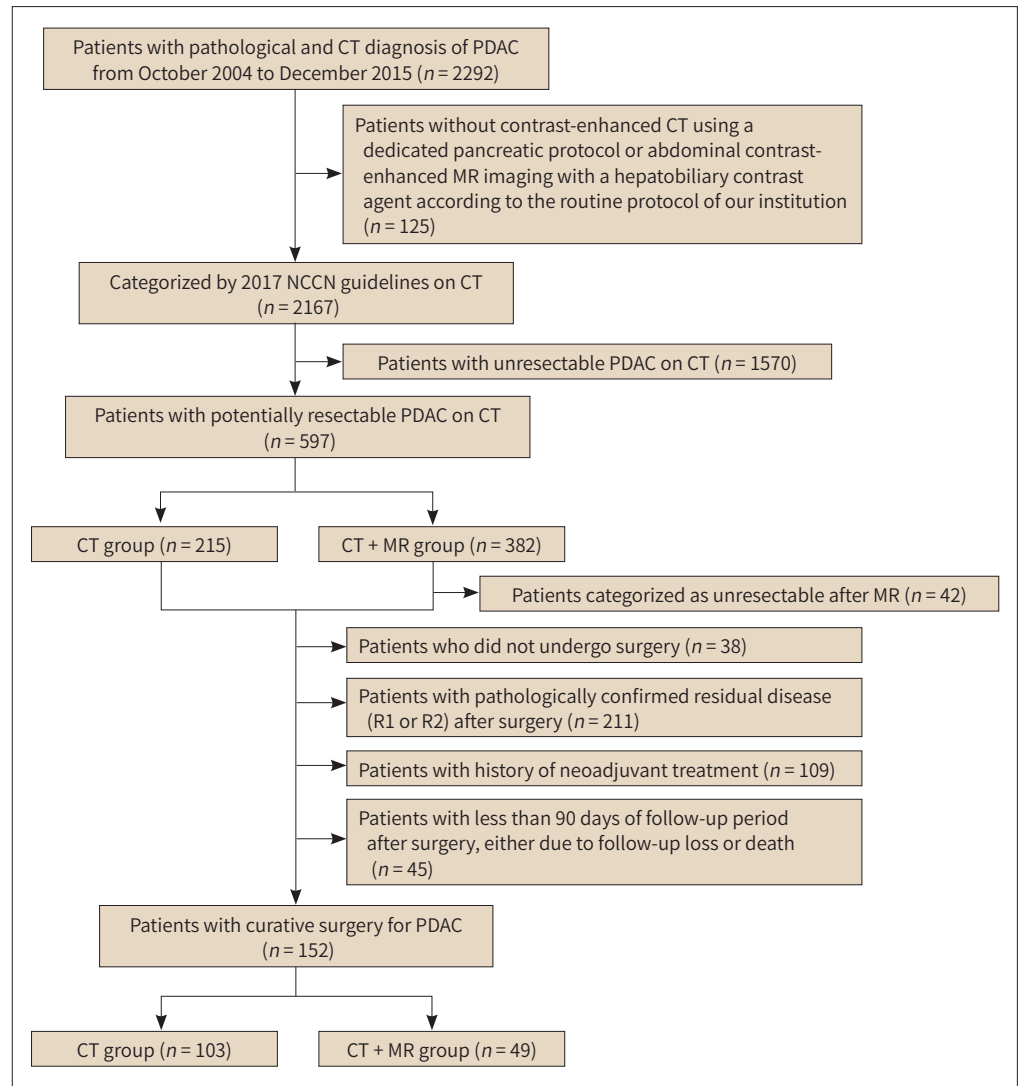 Patients with pathological and CT diagnosis of PDAC
from October 2004 to December 2015 (n = 2292)
Patients without contrast-enhanced CT using a
dedicated pancreatic protocol or abdominal contrast-
enhanced MR imaging with a hepatobiliary contrast
agent according to the routine protocol of our institution
(n = 125)
Categorized by 2017 NCCN guidelines on CT
(n = 2167)
Patients with unresectable PDAC on CT (n = 1570)
Patients with potentially resectable PDAC on CT
(n = 597)
CT group (n = 215)
CT + MR group (n = 382)
Patients categorized as unresectable after MR (n = 42)
Patients who did not undergo surgery (n = 38)
Patients with pathologically confirmed residual disease
(R1 or R2) after surgery (n = 211)
Patients with history of neoadjuvant treatment (n = 109)
Patients with less than 90 days of follow-up period
after surgery, either due to follow-up loss or death
(n = 45)
Patients with curative surgery for PDAC
(n = 152)
CT group (n = 103)
CT + MR group (n = 49)